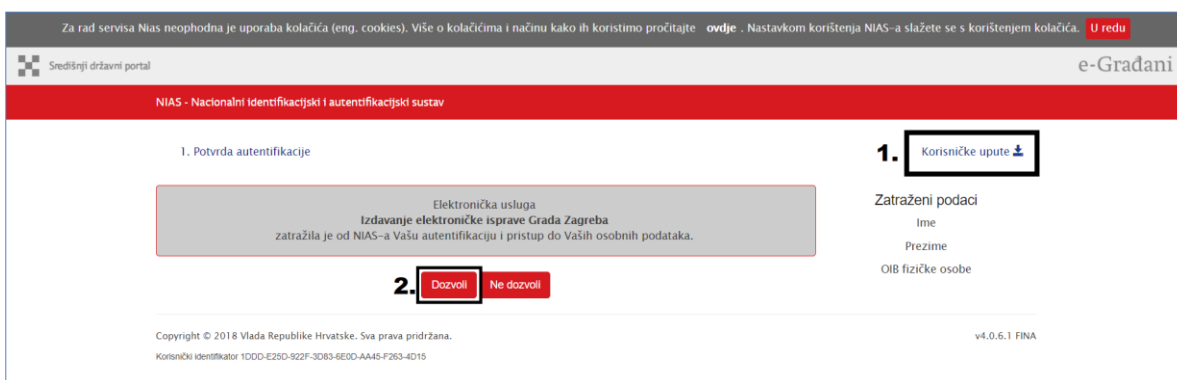 Za rad servisa Nias neophodna je uporaba kolačića (eng. cookies). Više o kolačićima i načinu kako ih koristimo pročitajte ovdje . Nastavkom korištenja NIAS-a slažete se s korištenjem kolačića. U redu
Središnji državni portal
e-Građani
NIAS - Nacionalni identifikacijski i autentifikacijski sustav
1. Potvrda autentifikacije
1. Korisničke upute
Elektronička usluga
Izdavanje elektroničke isprave Grada Zagreba
zatražila je od NIAS-a Vašu autentifikaciju i pristup do Vaših osobnih podataka.
Zatraženi podaci
Ime
Prezime
OIB fizičke osobe
2. Dozvoli Ne dozvoli
Copyright © 2018 Vlada Republike Hrvatske. Sva prava pridržana.
v4.0.6.1 FINA
Korisnički identifikator 1DDD-E25D-922F-3D83-6E0D-AA45-F263-4D15